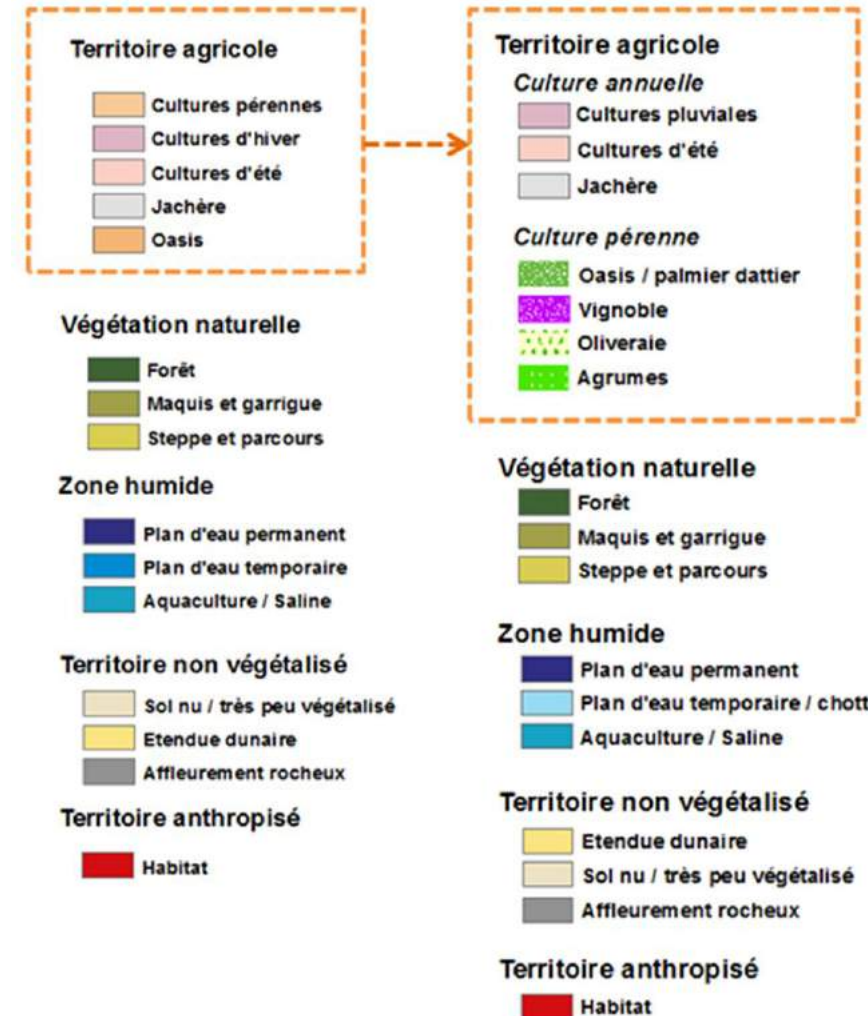 Territoire agricole
Cultures pérennes
Cultures d'hiver
Cultures d'été
Jachère
Oasis
Végétation naturelle
Forêt
Maquis et garrigue
Steppe et parcours
Zone humide
Plan d'eau permanent
Plan d'eau temporaire
Aquaculture / Saline
Territoire non végétalisé
Sol nu / très peu végétalisé
Etendue dunaire
Affleurement rocheux
Territoire anthropisé
Habitat
Territoire agricole
Culture annuelle
Cultures pluviales
Cultures d'été
Jachère
Culture pérenne
Oasis / palmier dattier
Vignoble
Oliveraie
Agrumes
Végétation naturelle
Forêt
Maquis et garrigue
Steppe et parcours
Zone humide
Plan d'eau permanent
Plan d'eau temporaire / chott
Aquaculture / Saline
Territoire non végétalisé
Etendue dunaire
Sol nu / très peu végétalisé
Affleurement rocheux
Territoire anthropisé
Habitat